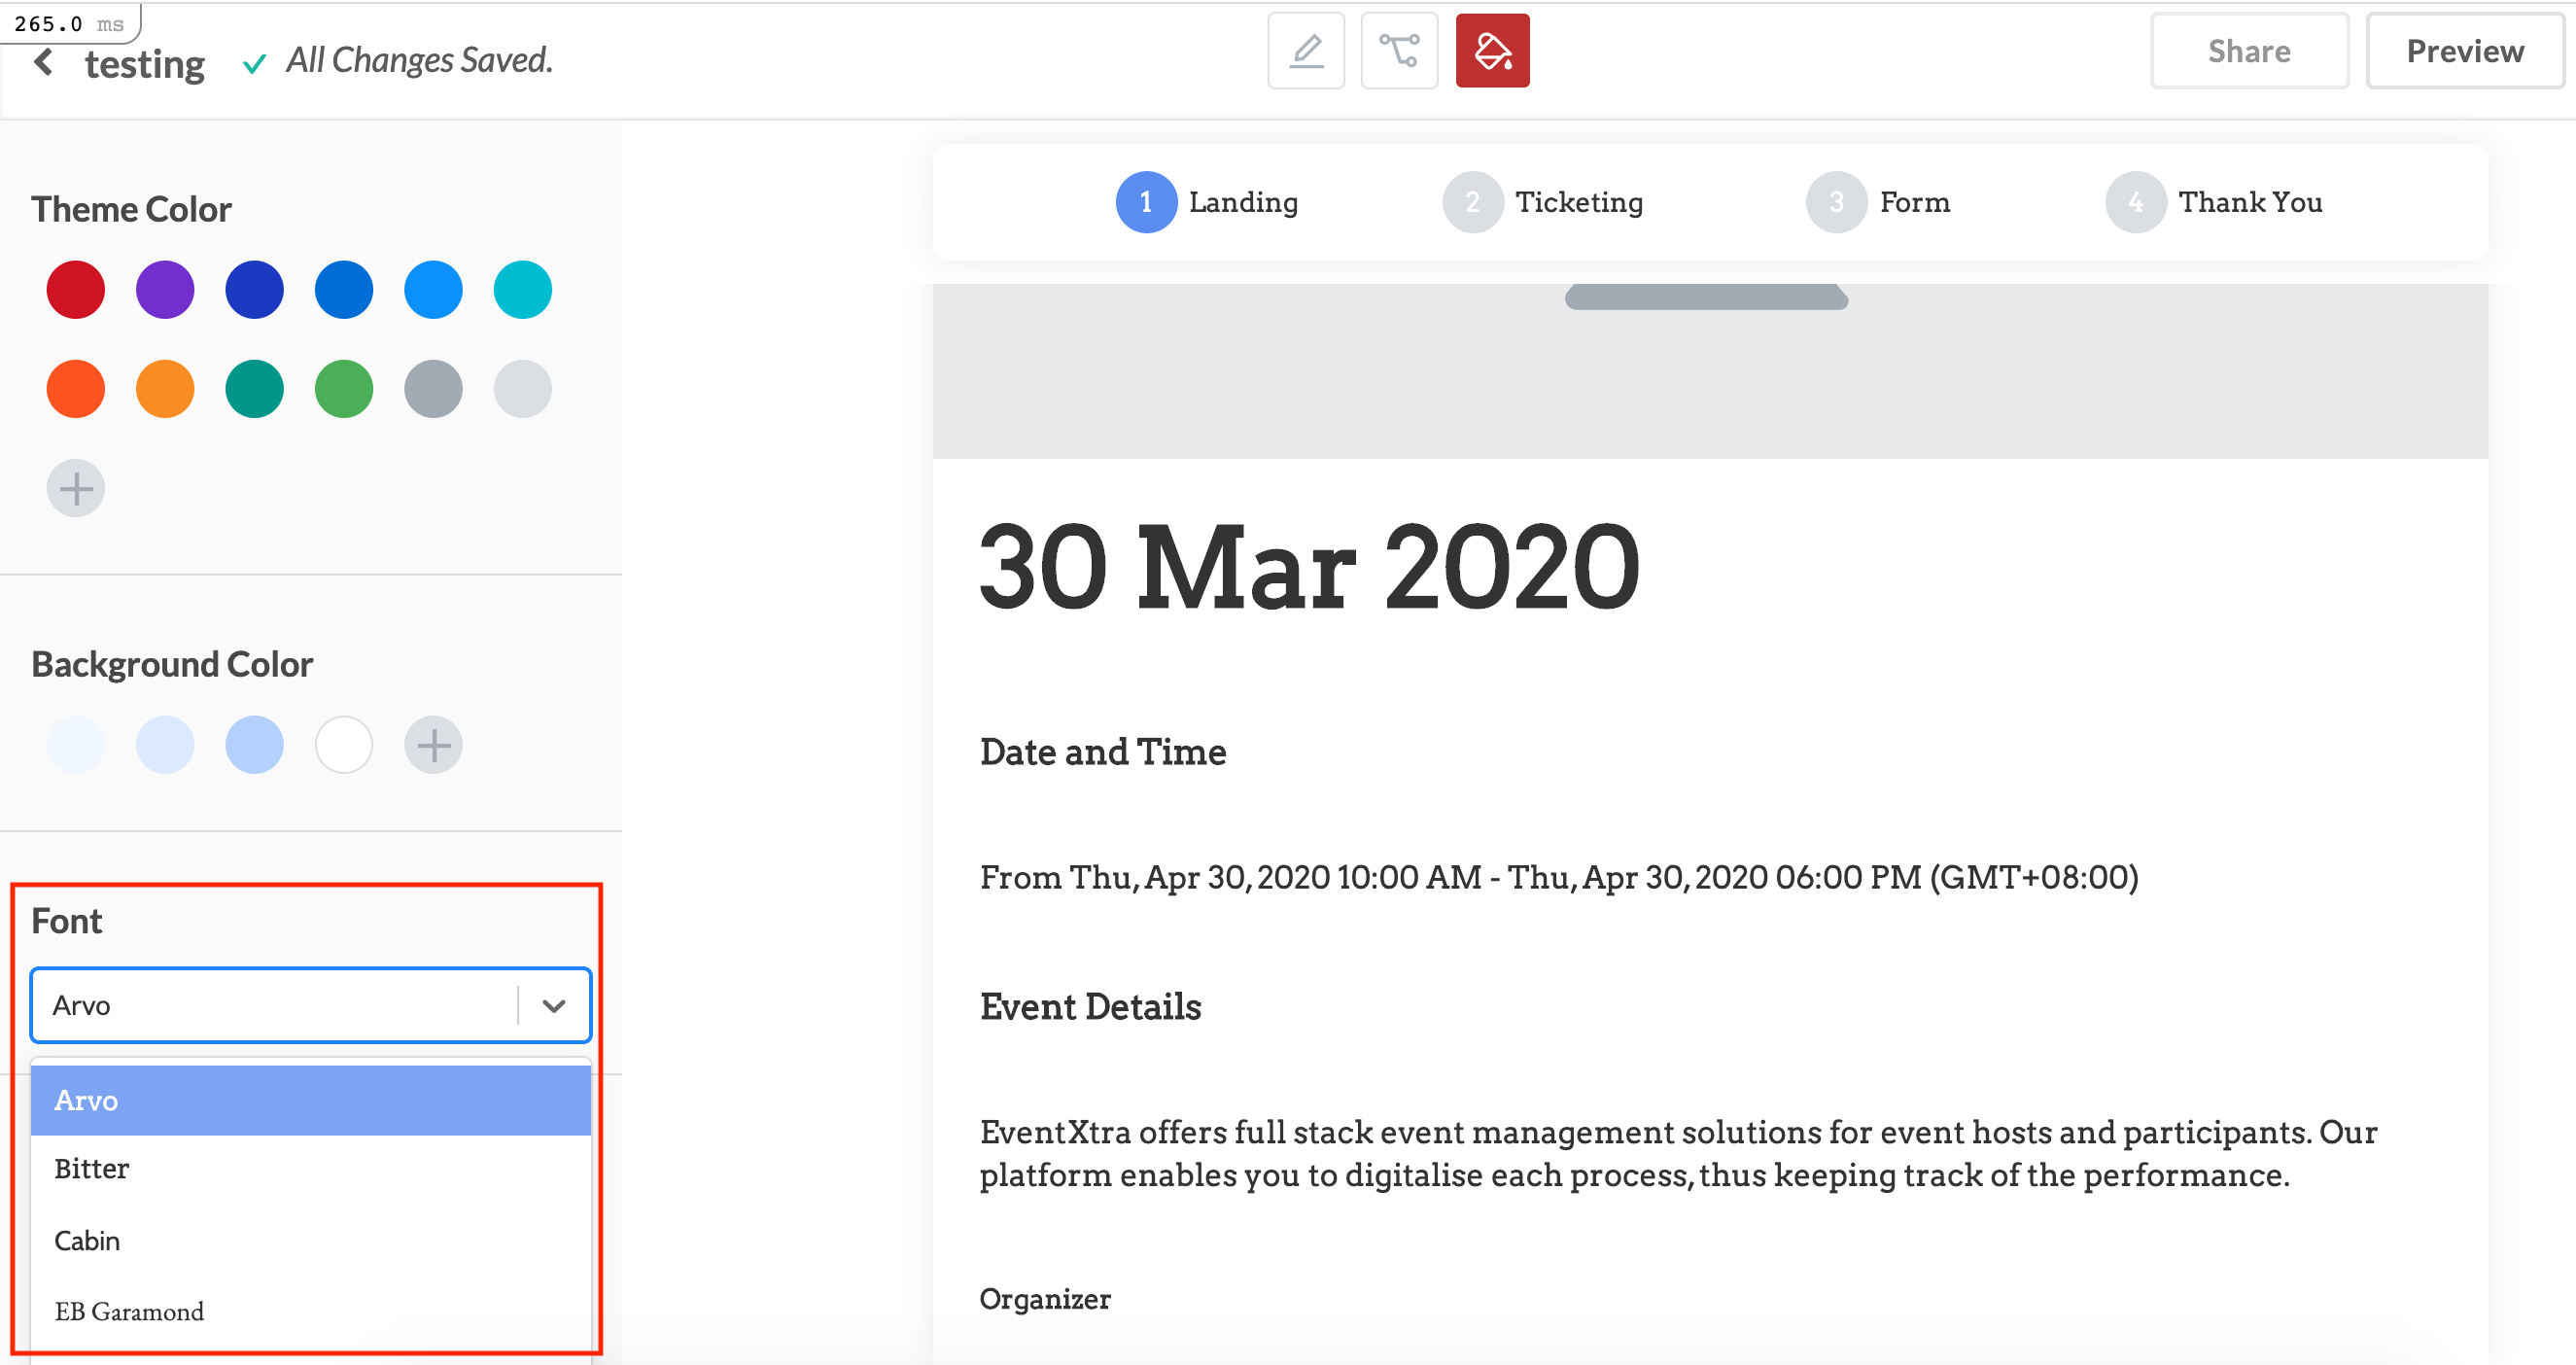 265.0 ms
testing
All Changes Saved.
Share
Preview
Theme Color
Background Color
Font
Arvo
Arvo
Bitter
Cabin
EB Garamond
1 Landing
2 Ticketing
3 Form
4 Thank You
30 Mar 2020
Date and Time
From Thu, Apr 30, 2020 10:00 AM - Thu, Apr 30, 2020 06:00 PM (GMT+08:00)
Event Details
EventXtra offers full stack event management solutions for event hosts and participants. Our
platform enables you to digitalise each process, thus keeping track of the performance.
Organizer